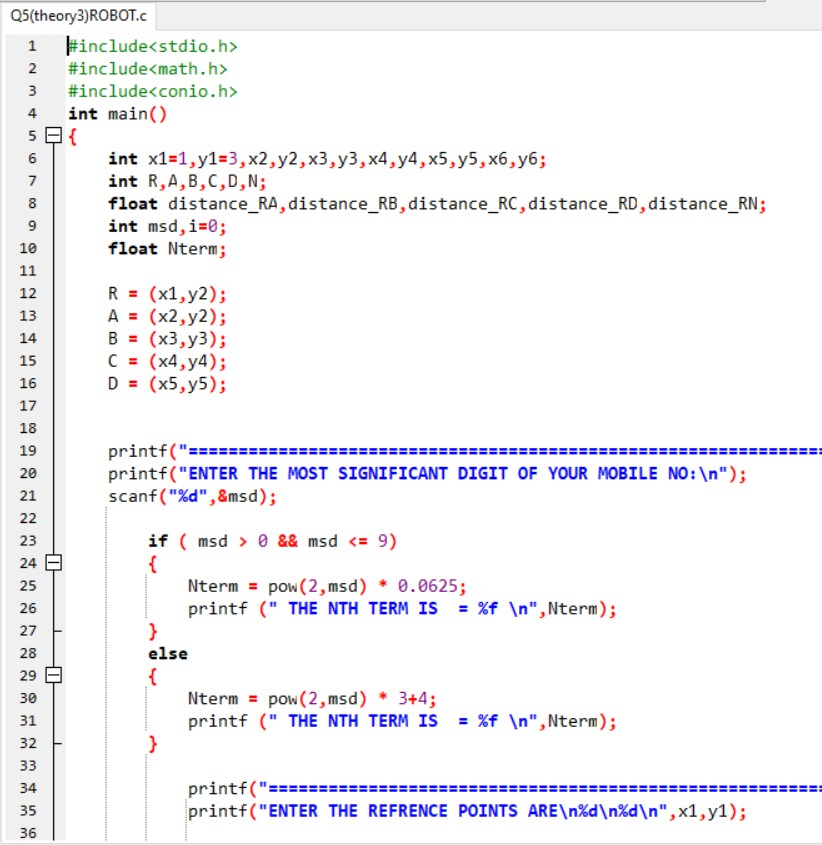 Q5(theory3)ROBOT.c
1 #include<stdio.h>
2 #include<math.h>
3 #include<conio.h>
4 int main()
5 {
6 int x1=1,y1=3,x2,y2,x3,y3,x4,y4,x5,y5,x6,y6;
7 int R,A,B,C,D,N;
8 float distance_RA,distance_RB,distance_RC,distance_RD,distance_RN;
9 int msd,i=0;
10 float Nterm;
11
12 R = (x1,y2);
13 A = (x2,y2);
14 B = (x3,y3);
15 C = (x4,y4);
16 D = (x5,y5);
17
18
19 printf("===============================================================
20 printf("ENTER THE MOST SIGNIFICANT DIGIT OF YOUR MOBILE NO:\n");
21 scanf("%d",&msd);
22
23 if ( msd > 0 && msd <= 9)
24 {
25 Nterm = pow(2,msd) * 0.0625;
26 printf (" THE NTH TERM IS  = %f \n",Nterm);
27 }
28 else
29 {
30 Nterm = pow(2,msd) * 3+4;
31 printf (" THE NTH TERM IS  = %f \n",Nterm);
32 }
33
34 printf("=======================================================
35 printf("ENTER THE REFRENCE POINTS ARE\n%d\n%d\n",x1,y1);
36